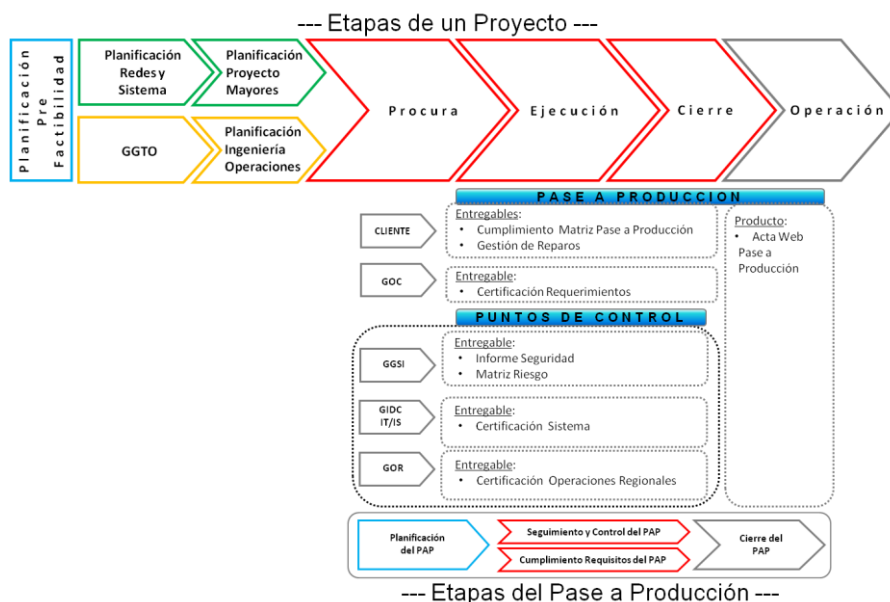 --- Etapas de un Proyecto ---
Planificación
Pre
Factibilidad
Planificación
Redes y
Sistema
Planificación
Proyecto
Mayores
GGTO
Planificación
Ingeniería
Operaciones
Procura
Ejecución
Cierre
Operación
PASE A PRODUCCION
CLIENTE
Entregables:
• Cumplimiento Matriz Pase a Producción
• Gestión de Reparos
Producto:
• Acta Web
Pase a
Producción
GOC
Entregable:
• Certificación Requerimientos
PUNTOS DE CONTROL
GGSI
Entregable:
• Informe Seguridad
• Matriz Riesgo
GIDC
IT/IS
Entregable:
• Certificación Sistema
GOR
Entregable:
• Certificación Operaciones Regionales
Planificación
del PAP
Seguimiento y Control del PAP
Cumplimiento Requisitos del PAP
Cierre del
PAP
--- Etapas del Pase a Producción ---